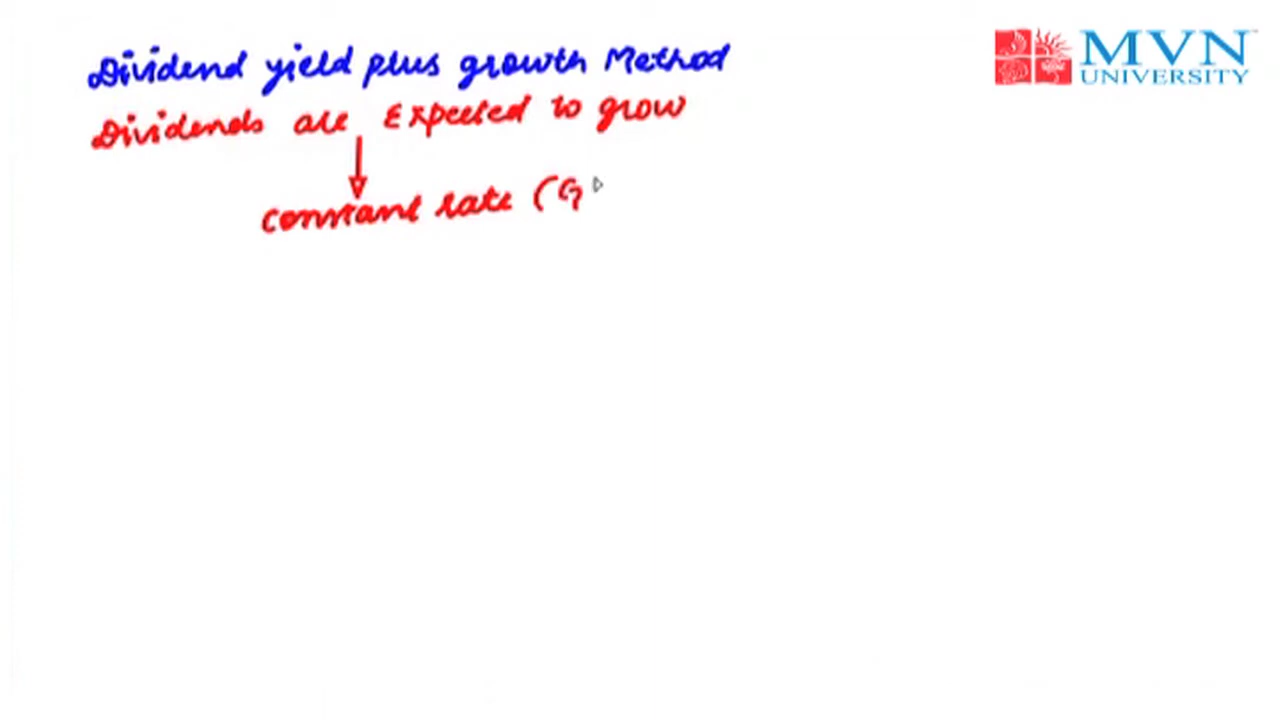 Dividend yield plus growth Method
MVN
UNIVERSITY
Dividends are Expected to grow
constant rate (G